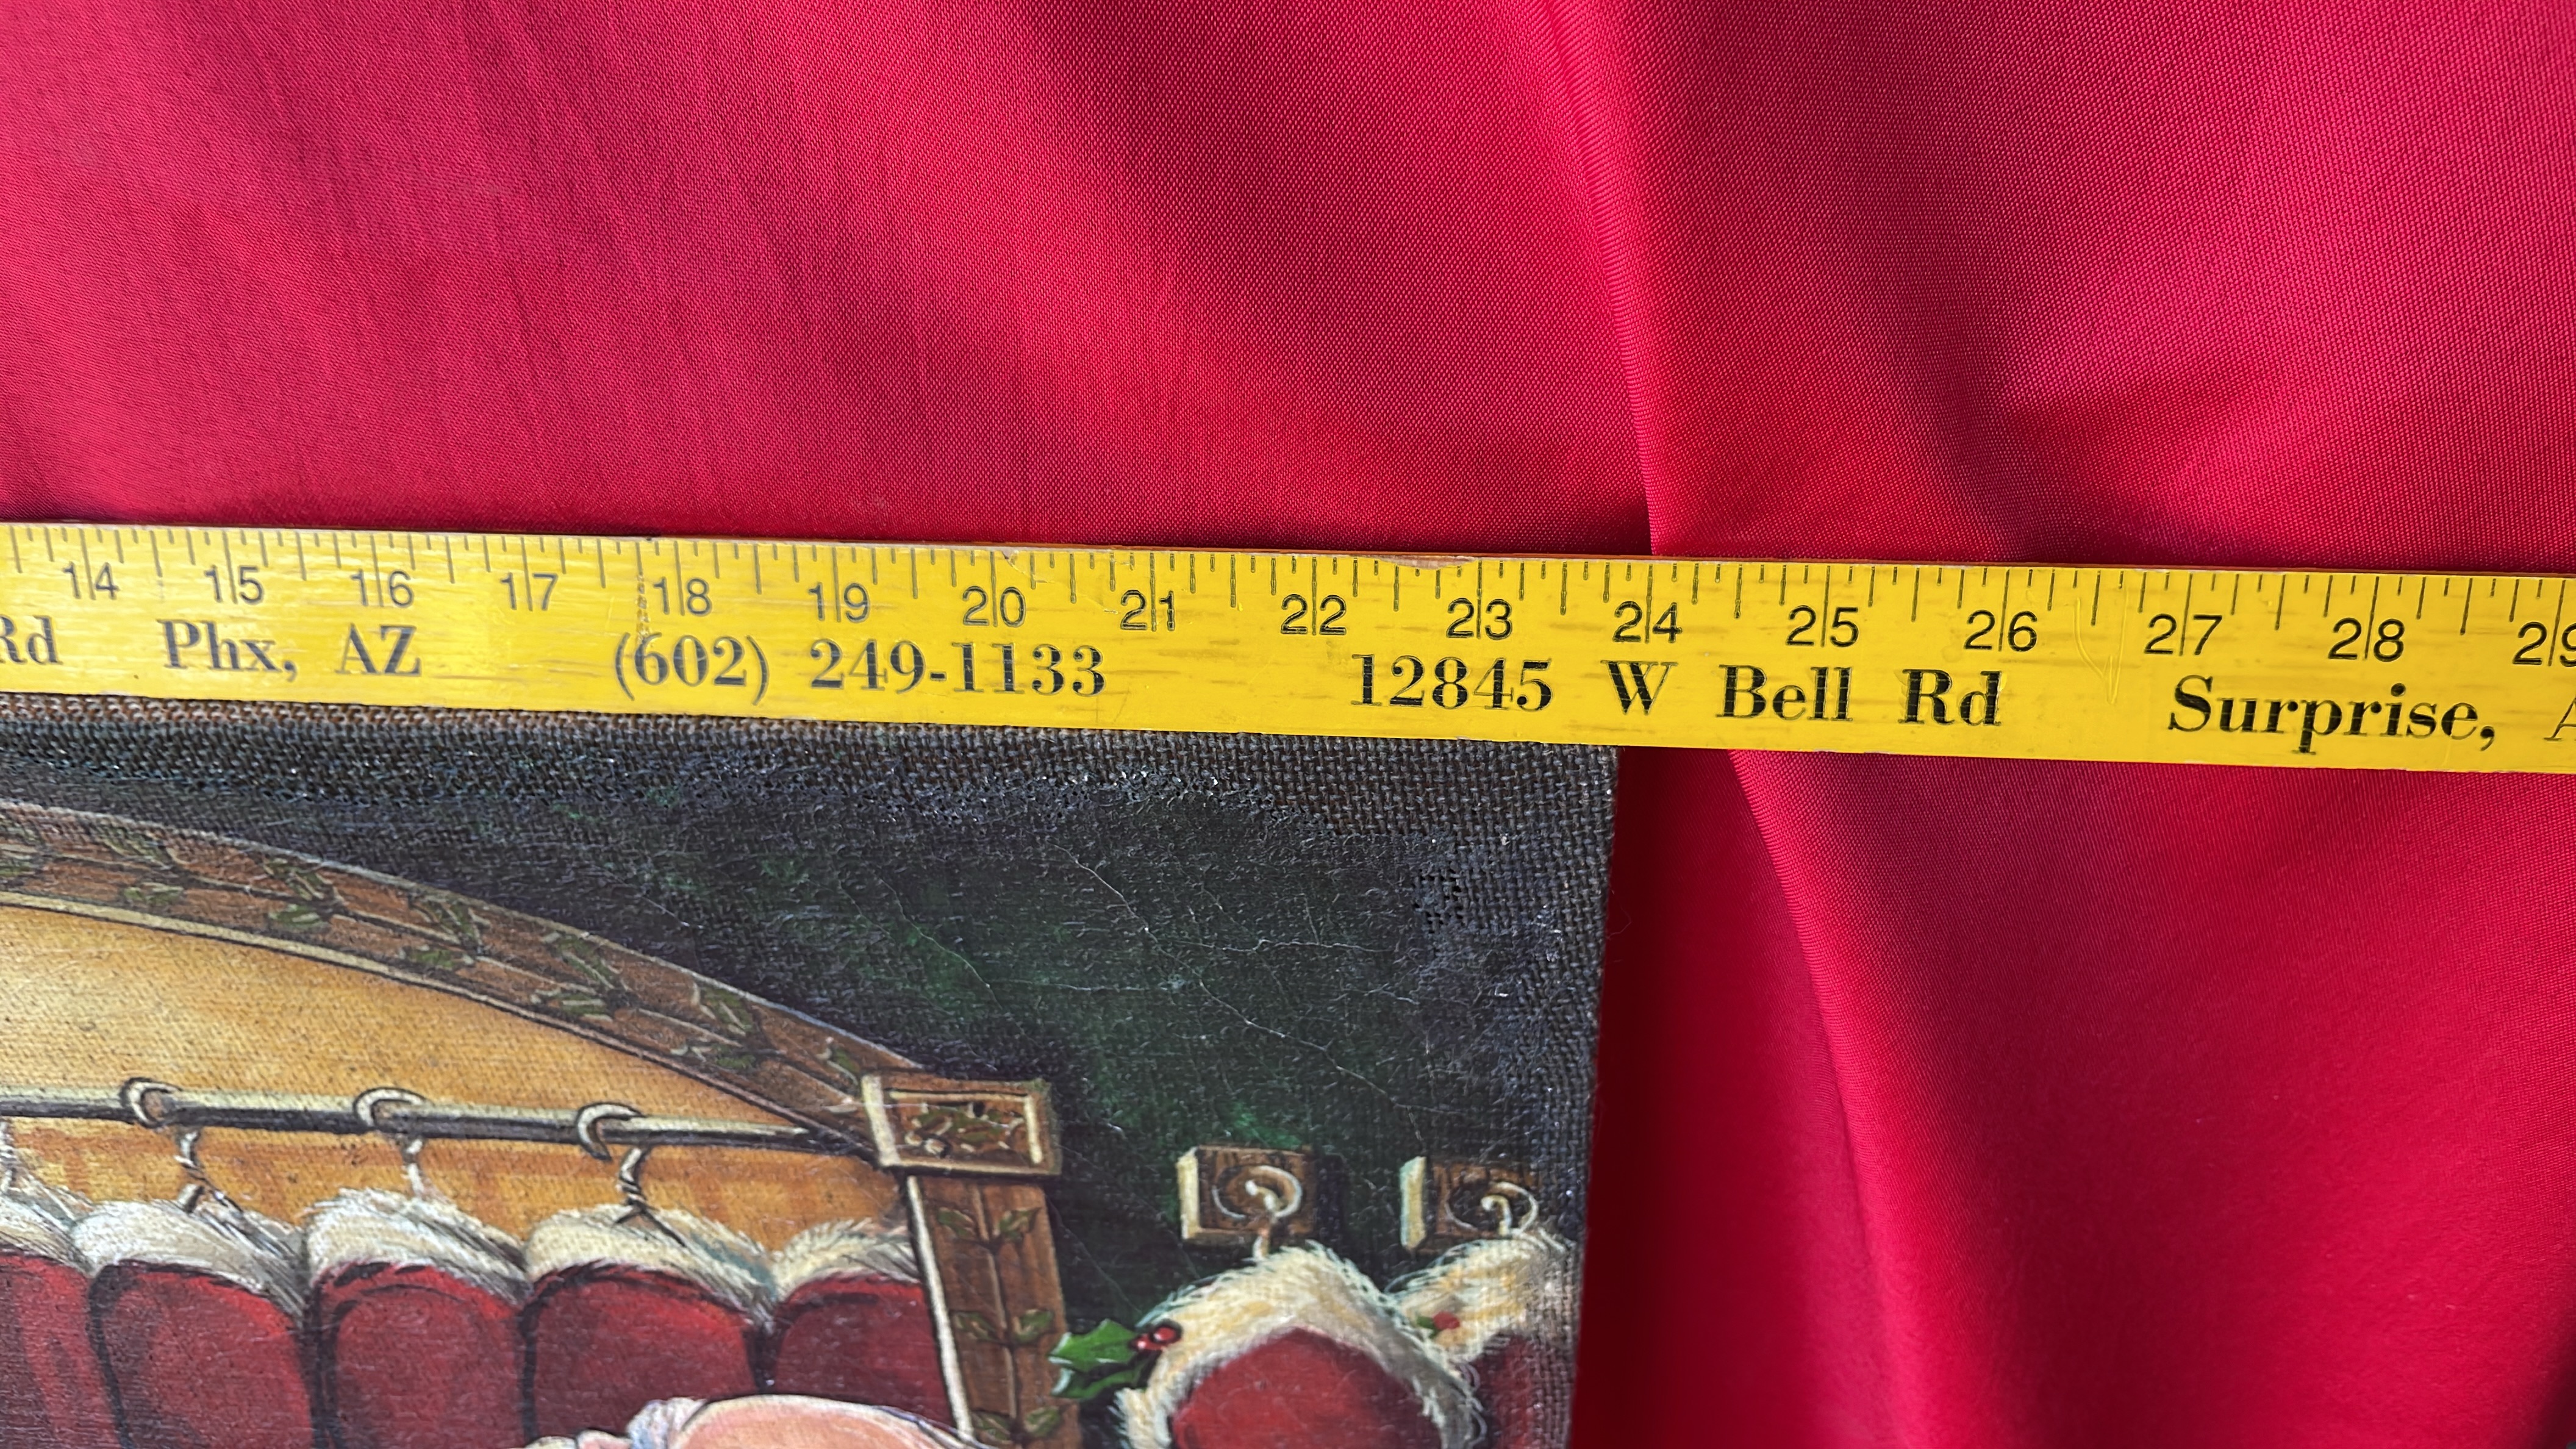 14 15 16 17 18 19 20 21 22 23 24 25 26 27 28 29
Rd Phx, AZ (602) 249-1133 12845 W Bell Rd Surprise,